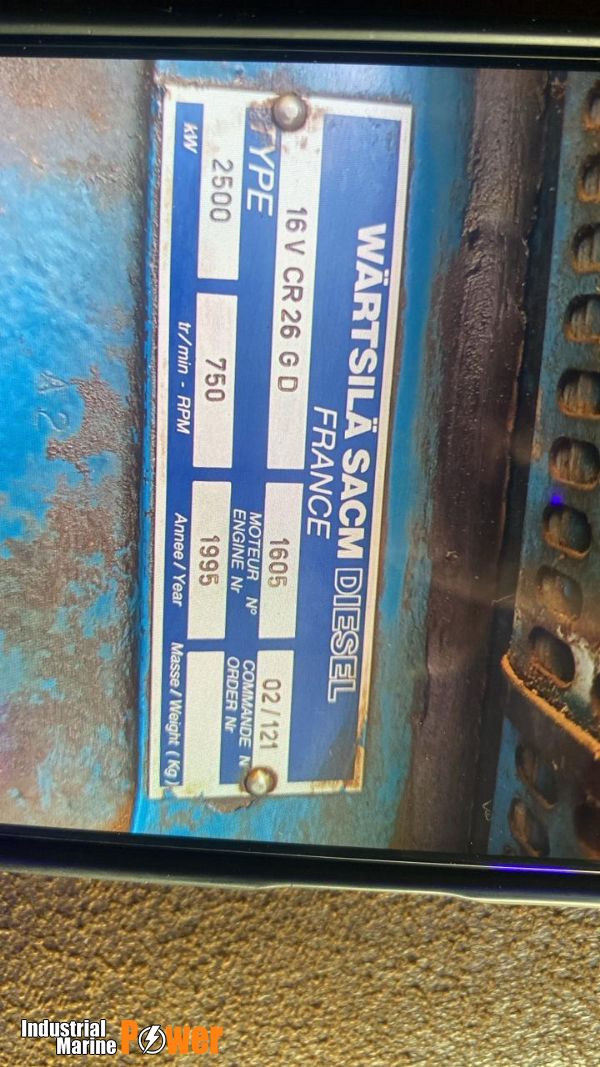 WÄRTSILÄ SACM DIESEL
FRANCE
TYPE 16 V CR 26 G D 1605 02/121
MOTEUR N° COMMANDE N
ENGINE Nr ORDER Nr
2500 750 1995
kW tr/min - RPM Annee / Year Masse / Weight ( Kg )
A 2
Industrial
Marine Power